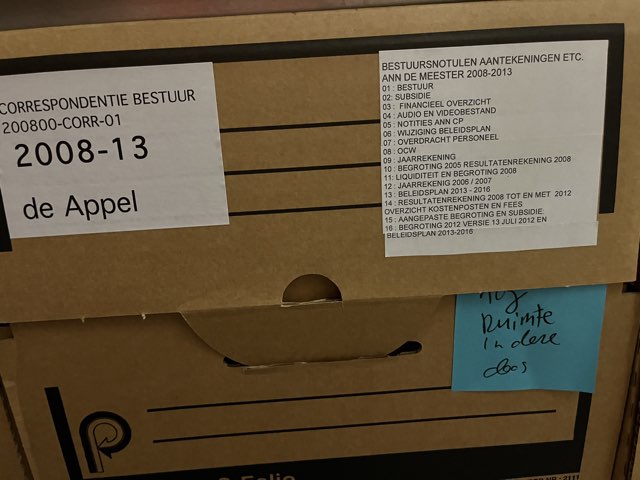 CORRESPONDENTIE BESTUUR
200800-CORR-01
2008-13
de Appel
BESTUURSNOTULEN AANTEKENINGEN ETC.
ANN DE MEESTER 2008-2013
01 : BESTUUR
02: SUBSIDIE
03 : FINANCIEEL OVERZICHT
04 : AUDIO EN VIDEOBESTAND
05 : NOTITIES ANN CP
06 : WIJZIGING BELEIDSPLAN
07 : OVERDRACHT PERSONEEL
08 : OCW
09 : JAARREKENING
10 : BEGROTING 2005 RESULTATENREKENING 2008
11: LIQUIDITEIT EN BEGROTING 2008
12 : JAARREKENIG 2006 / 2007
13 : BELEIDSPLAN 2013 - 2016
14 : RESULTATENREKENING 2008 TOT EN MET 2012
OVERZICHT KOSTENPOSTEN EN FEES
15 : AANGEPASTE BEGROTING EN SUBSIDIE:
16 : BEGROTING 2012 VERSIE 13 JULI 2012 EN
BELEIDSPLAN 2013-2016
nog
Ruimte
in deze
doos